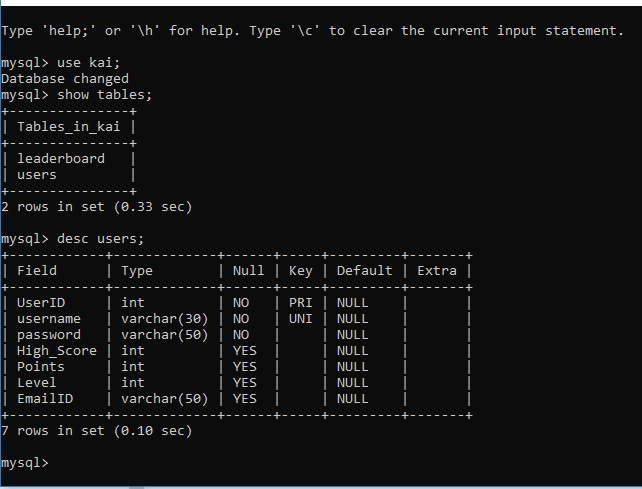 Type 'help;' or '\h' for help. Type '\c' to clear the current input statement.
mysql> use kai;
Database changed
mysql> show tables;
+---------------+
| Tables_in_kai |
+---------------+
| leaderboard   |
| users         |
+---------------+
2 rows in set (0.33 sec)
mysql> desc users;
+------------+-------------+------+-----+---------+-------+
| Field      | Type        | Null | Key | Default | Extra |
+------------+-------------+------+-----+---------+-------+
| UserID     | int         | NO   | PRI | NULL    |       |
| username   | varchar(30) | NO   | UNI | NULL    |       |
| password   | varchar(50) | NO   |     | NULL    |       |
| High_Score | int         | YES  |     | NULL    |       |
| Points     | int         | YES  |     | NULL    |       |
| Level      | int         | YES  |     | NULL    |       |
| EmailID    | varchar(50) | YES  |     | NULL    |       |
+------------+-------------+------+-----+---------+-------+
7 rows in set (0.10 sec)
mysql>